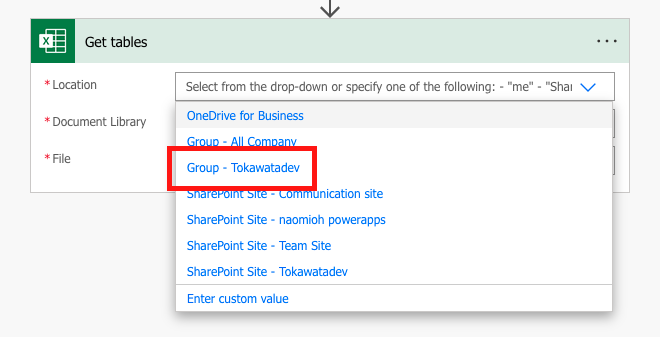 Get tables
* Location
Select from the drop-down or specify one of the following: - "me" - "Shar
* Document Library
* File
OneDrive for Business
Group - All Company
Group - Tokawatadev
SharePoint Site - Communication site
SharePoint Site - naomioh powerapps
SharePoint Site - Team Site
SharePoint Site - Tokawatadev
Enter custom value